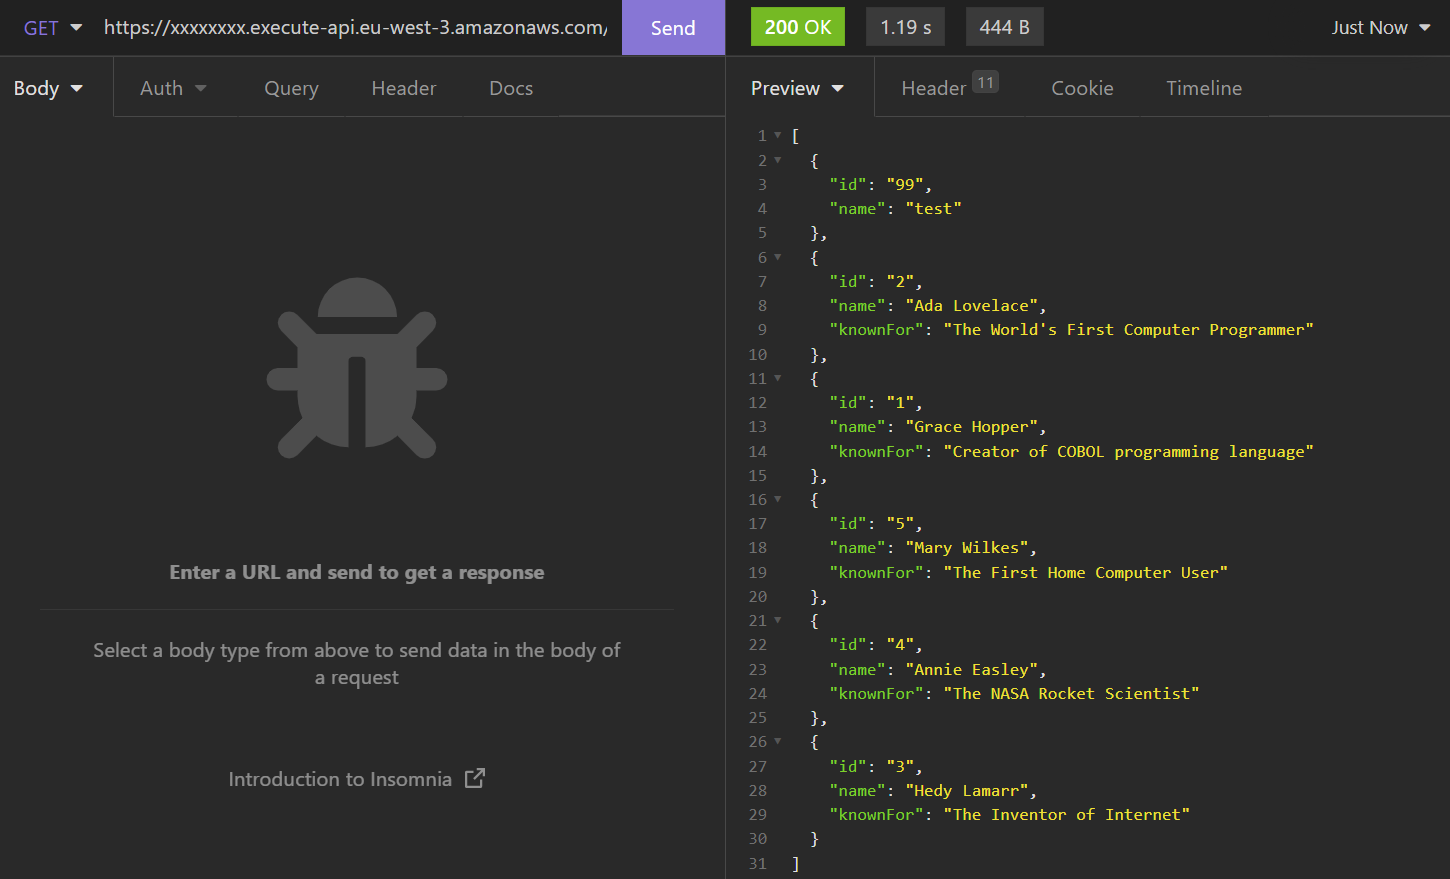 GET https://xxxxxxxx.execute-api.eu-west-3.amazonaws.com/ Send
200 OK 1.19 s 444 B Just Now
Body Auth Query Header Docs
Preview Header 11 Cookie Timeline
Enter a URL and send to get a response
Select a body type from above to send data in the body of
a request
Introduction to Insomnia
1 [
2 {
3 "id": "99",
4 "name": "test"
5 },
6 {
7 "id": "2",
8 "name": "Ada Lovelace",
9 "knownFor": "The World's First Computer Programmer"
10 },
11 {
12 "id": "1",
13 "name": "Grace Hopper",
14 "knownFor": "Creator of COBOL programming language"
15 },
16 {
17 "id": "5",
18 "name": "Mary Wilkes",
19 "knownFor": "The First Home Computer User"
20 },
21 {
22 "id": "4",
23 "name": "Annie Easley",
24 "knownFor": "The NASA Rocket Scientist"
25 },
26 {
27 "id": "3",
28 "name": "Hedy Lamarr",
29 "knownFor": "The Inventor of Internet"
30 }
31 ]